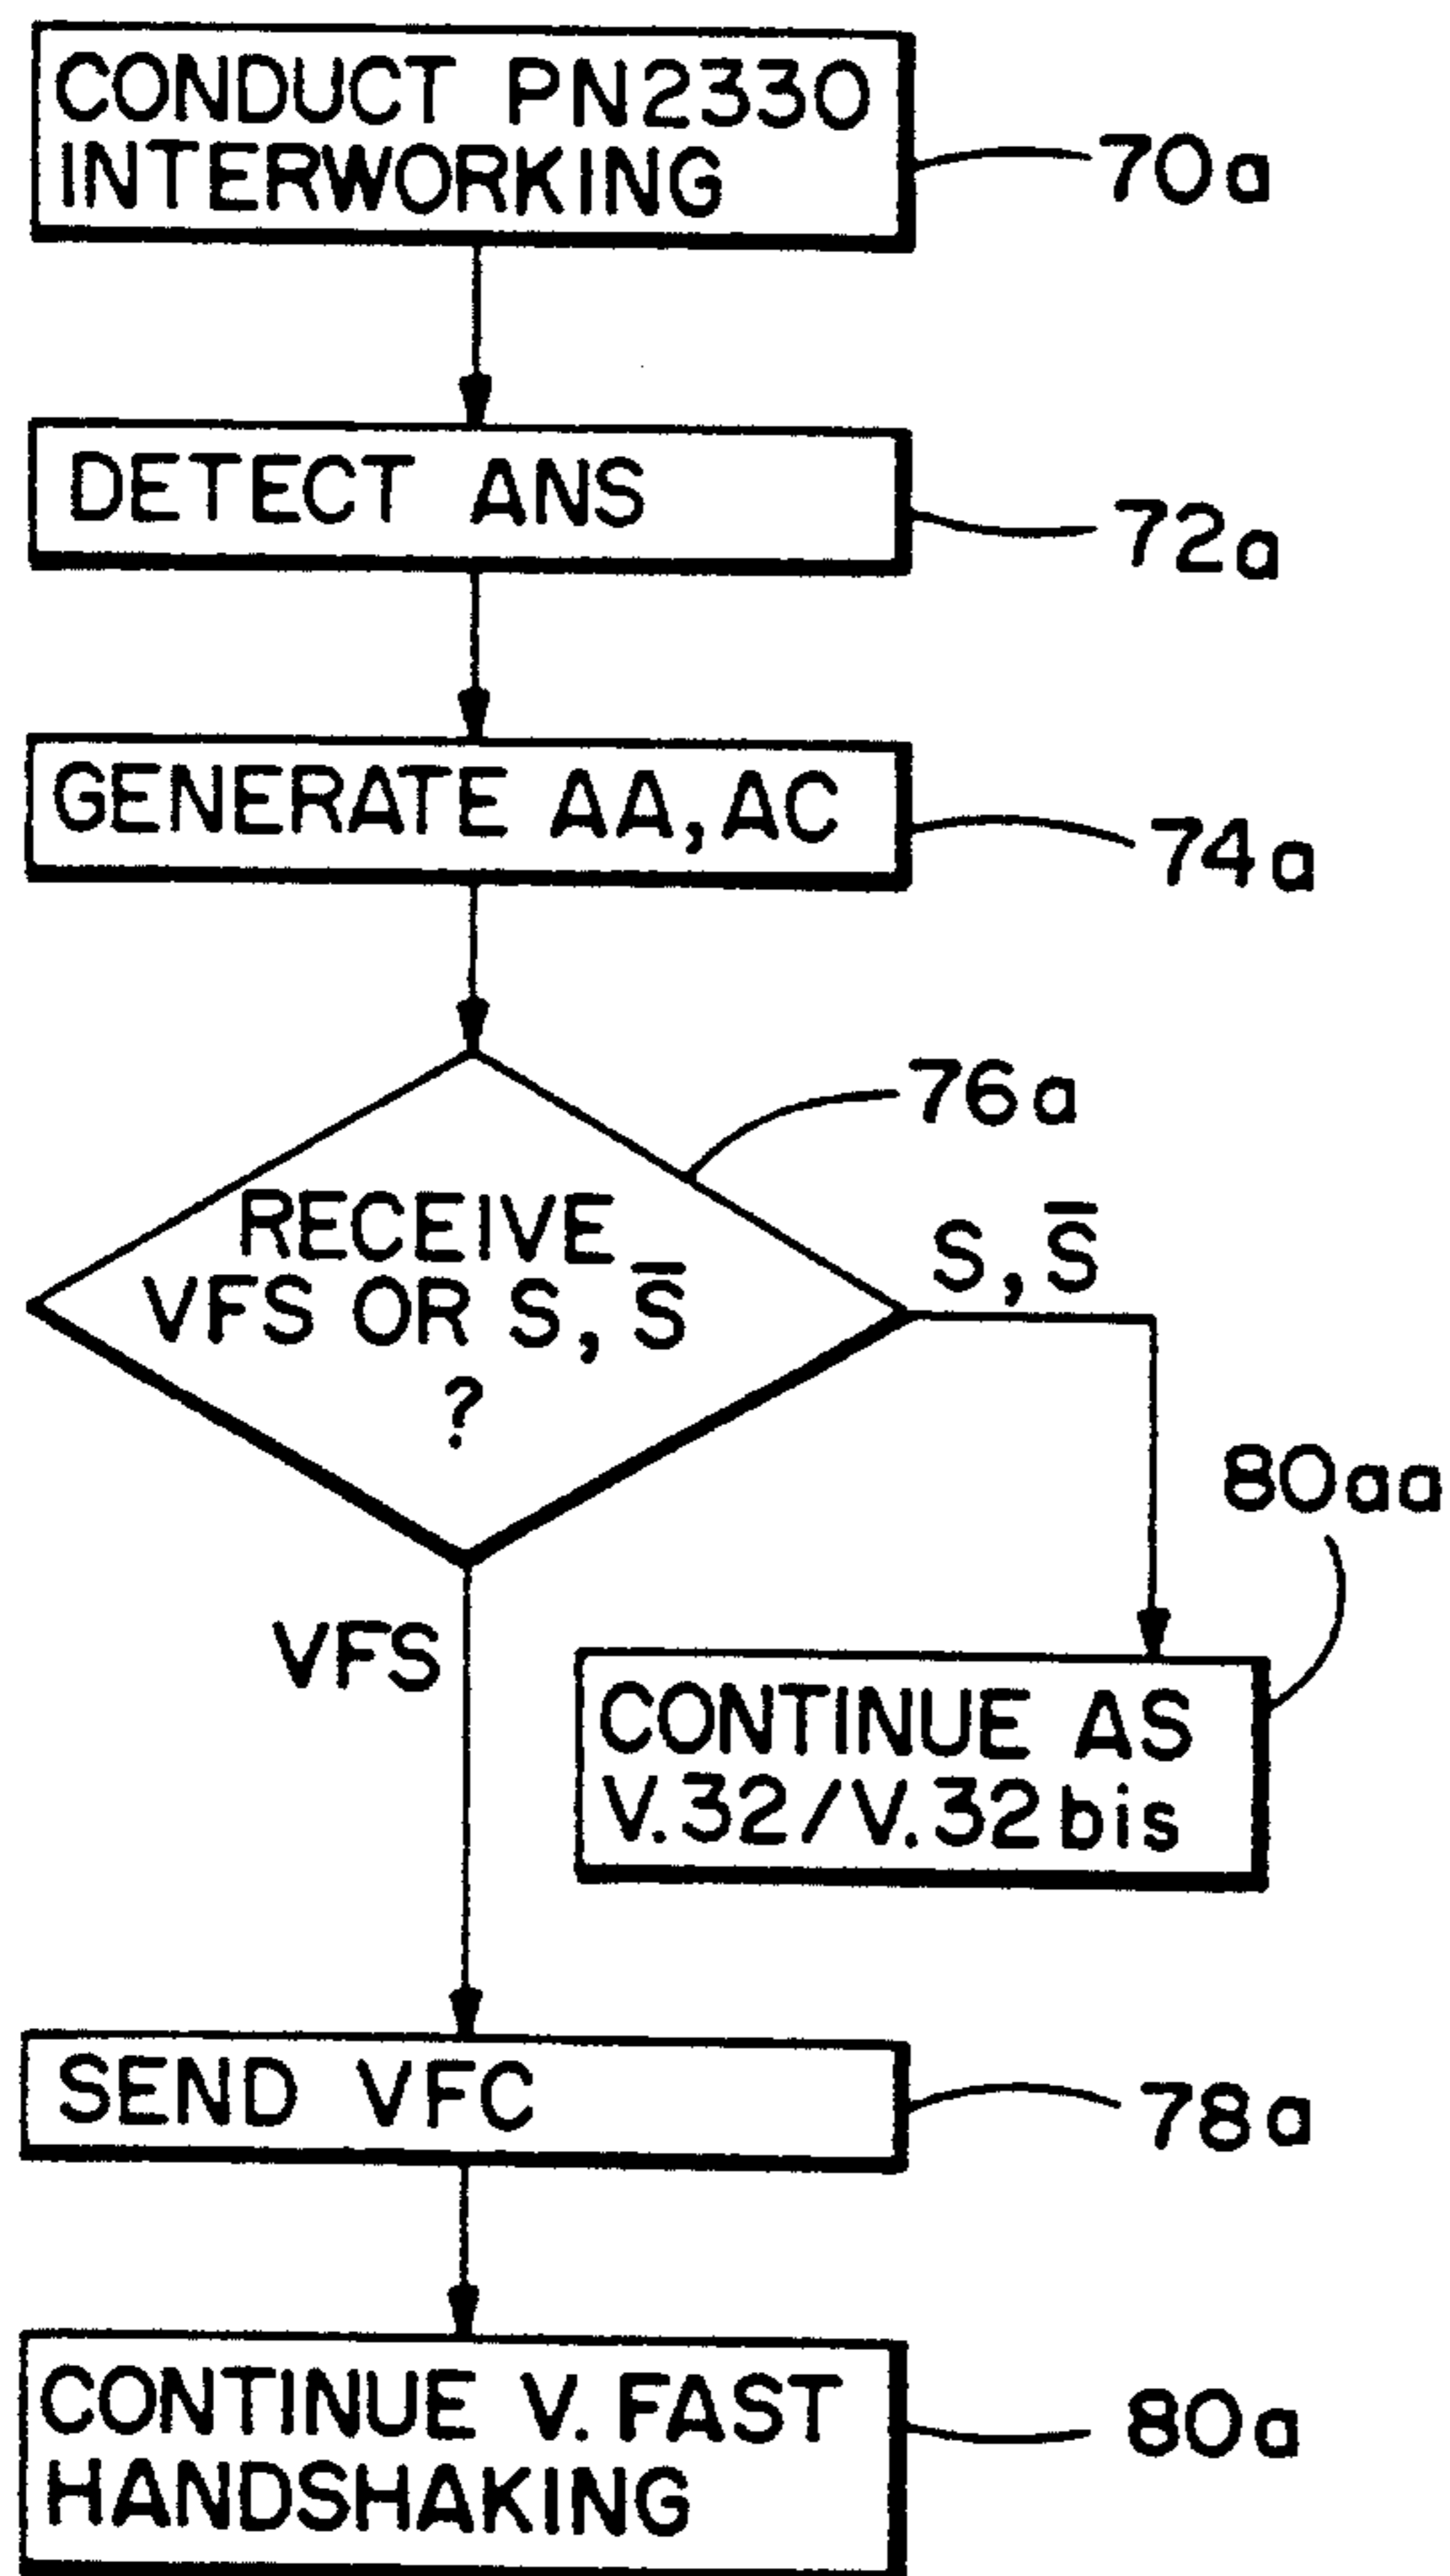 CONDUCT PN2330
INTERWORKING
70a
DETECT ANS
72a
GENERATE AA, AC
74a
76a
RECEIVE
VFS OR S, S̅
?
S, S̅
80aa
VFS
CONTINUE AS
V.32/V.32bis
SEND VFC
78a
CONTINUE V. FAST
HANDSHAKING
80a